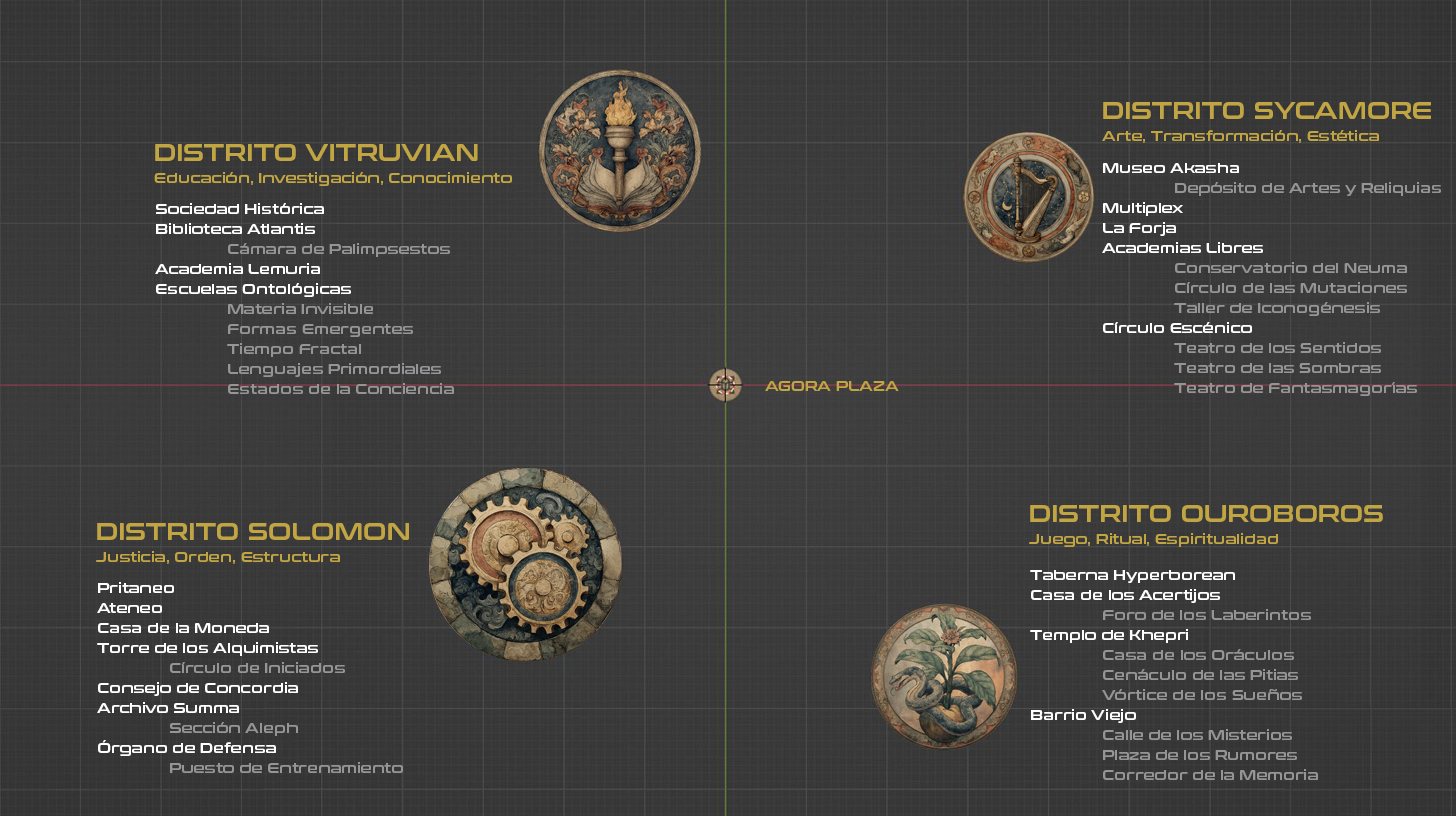 DISTRITO VITRUVIAN
Educación, Investigación, Conocimiento
Sociedad Histórica
Biblioteca Atlantis
Cámara de Palimpsestos
Academia Lemuria
Escuelas Ontológicas
Materia Invisible
Formas Emergentes
Tiempo Fractal
Lenguajes Primordiales
Estados de la Conciencia
DISTRITO SYCAMORE
Arte, Transformación, Estética
Museo Akasha
Depósito de Artes y Reliquias
Multiplex
La Forja
Academias Libres
Conservatorio del Neuma
Círculo de las Mutaciones
Taller de Iconogénesis
Círculo Escénico
Teatro de los Sentidos
Teatro de las Sombras
Teatro de Fantasmagorías
AGORA PLAZA
DISTRITO SOLOMON
Justicia, Orden, Estructura
Pritaneo
Ateneo
Casa de la Moneda
Torre de los Alquimistas
Círculo de Iniciados
Consejo de Concordia
Archivo Summa
Sección Aleph
Órgano de Defensa
Puesto de Entrenamiento
DISTRITO OUROBOROS
Juego, Ritual, Espiritualidad
Taberna Hyperborean
Casa de los Acertijos
Foro de los Laberintos
Templo de Khepri
Casa de los Oráculos
Cenáculo de las Pitias
Vórtice de los Sueños
Barrio Viejo
Calle de los Misterios
Plaza de los Rumores
Corredor de la Memoria